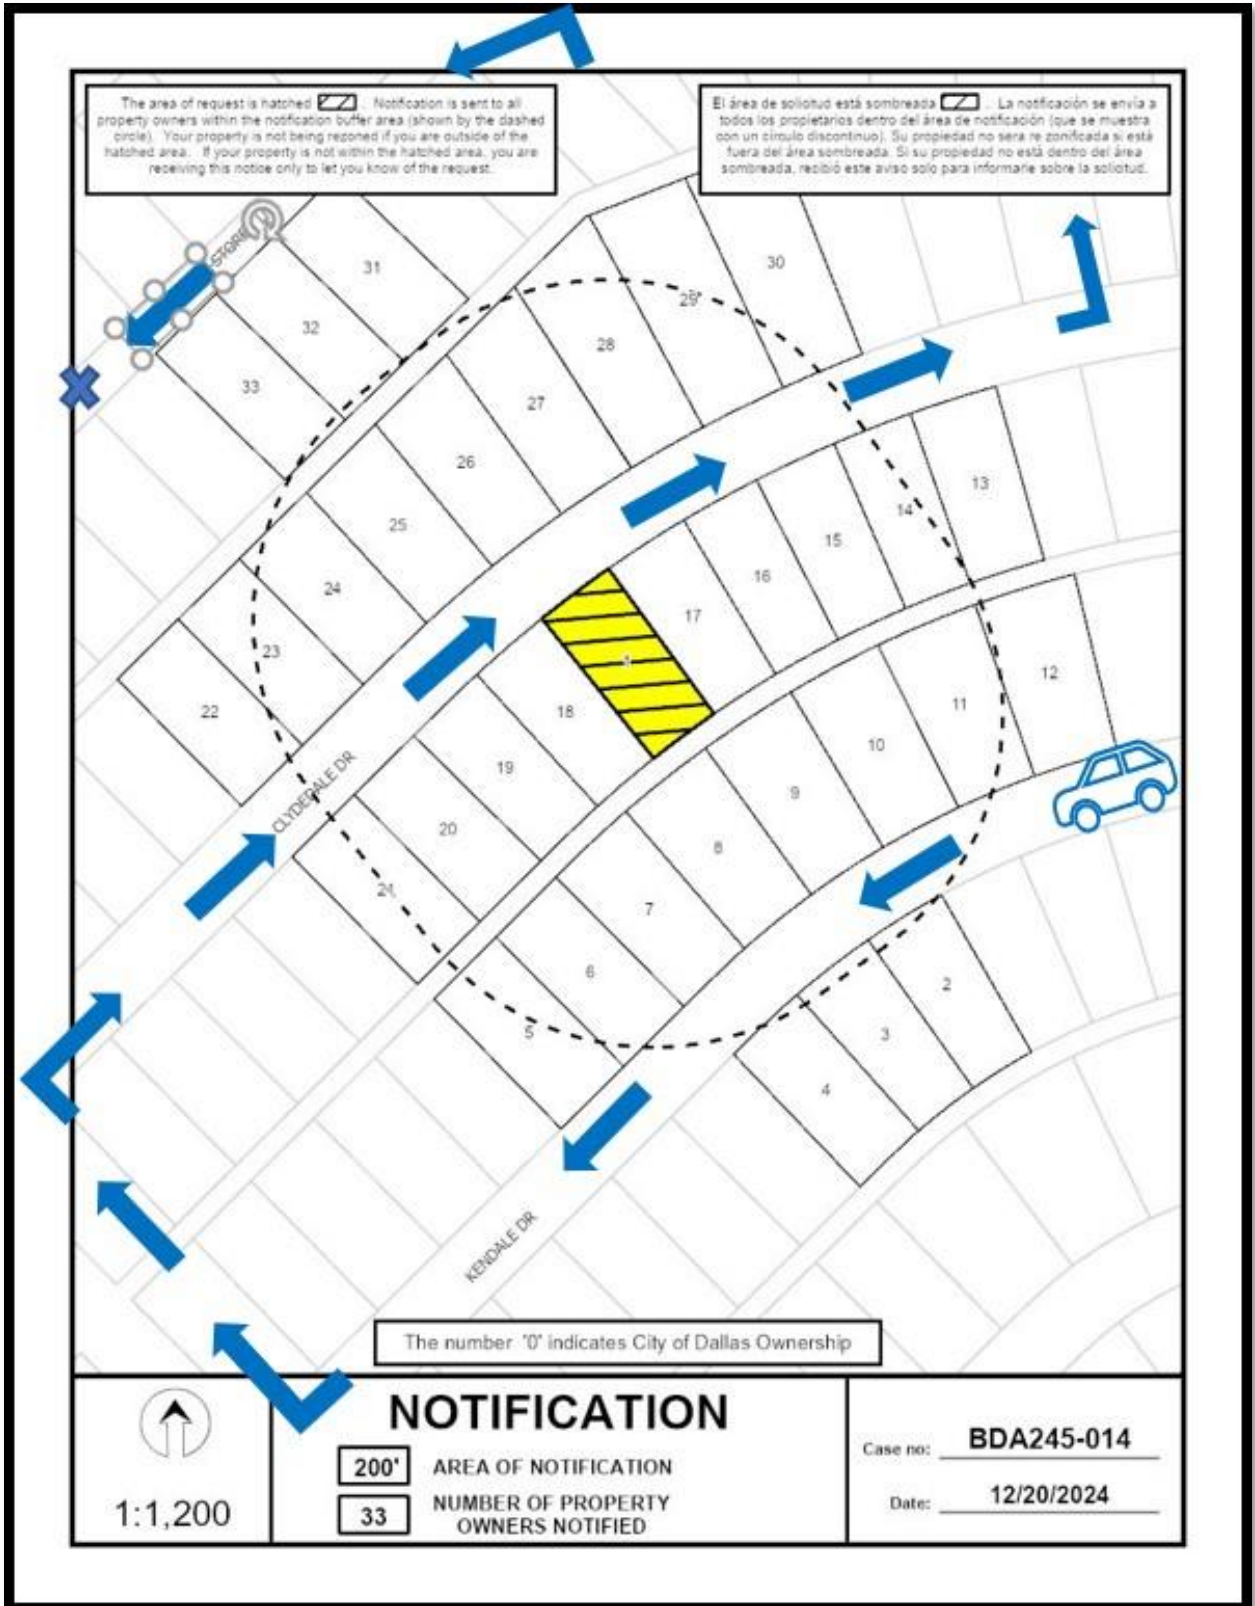 The area of request is hatched . Notification is sent to all
property owners within the notification buffer area (shown by the dashed
circle). Your property is not being rezoned if you are outside of the
hatched area. If your property is not within the hatched area, you are
receiving this notice only to let you know of the request.
El área de solicitud está sombreada . La notificación se envía a
todos los propietarios dentro del área de notificación (que se muestra
con un círculo discontinuo). Su propiedad no sera re zonificada si está
fuera del área sombreada. Si su propiedad no está dentro del área
sombreada, recibió este aviso solo para informarle sobre la solicitud.
30
31
29
32
28
33
27
26
13
25
14
15
16
24
17
23
1
12
22
18
11
10
19
CLYDEDALE DR
9
20
8
21
7
6
2
5
3
4
KENDALE DR
The number '0' indicates City of Dallas Ownership
1:1,200
NOTIFICATION
200' AREA OF NOTIFICATION
33 NUMBER OF PROPERTY
OWNERS NOTIFIED
Case no: BDA245-014
Date: 12/20/2024